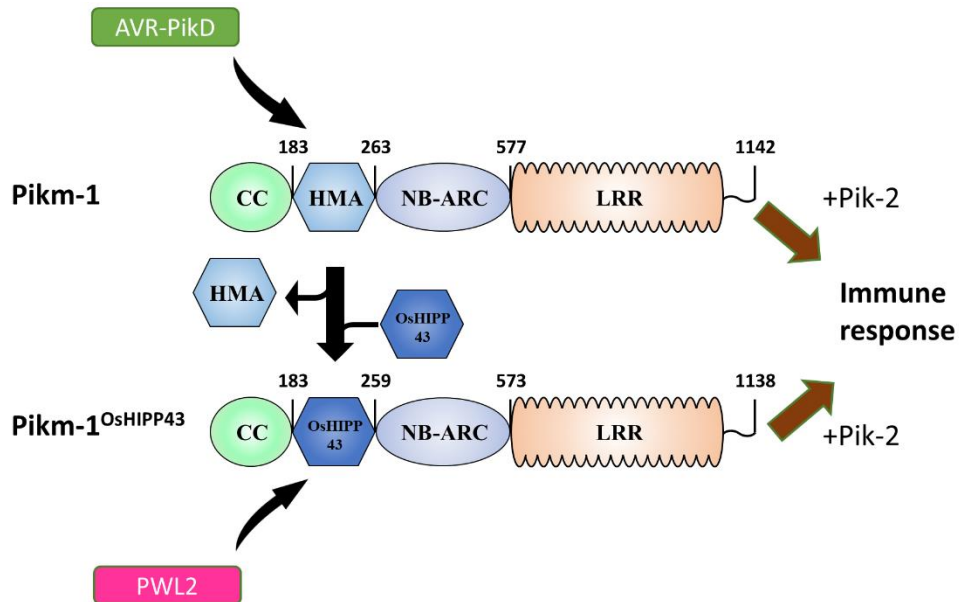 AVR-PikD
183 263 577 1142
Pikm-1 CC HMA NB-ARC LRR +Pik-2
HMA
OsHIPP
43
Immune
response
183 259 573 1138
Pikm-1OsHIPP43 CC OsHIPP
43 NB-ARC LRR +Pik-2
PWL2